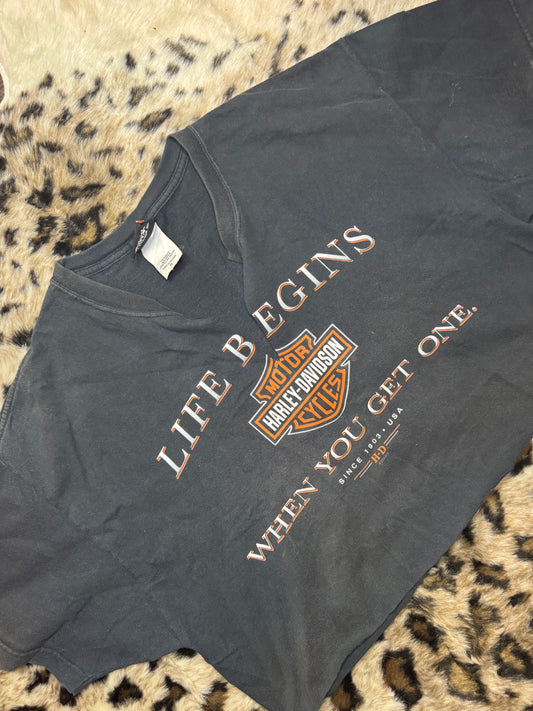 LIFE BEGINS
MOTOR
HARLEY-DAVIDSON
CYCLES
WHEN YOU GET ONE.
SINCE 1903 • USA
H-D